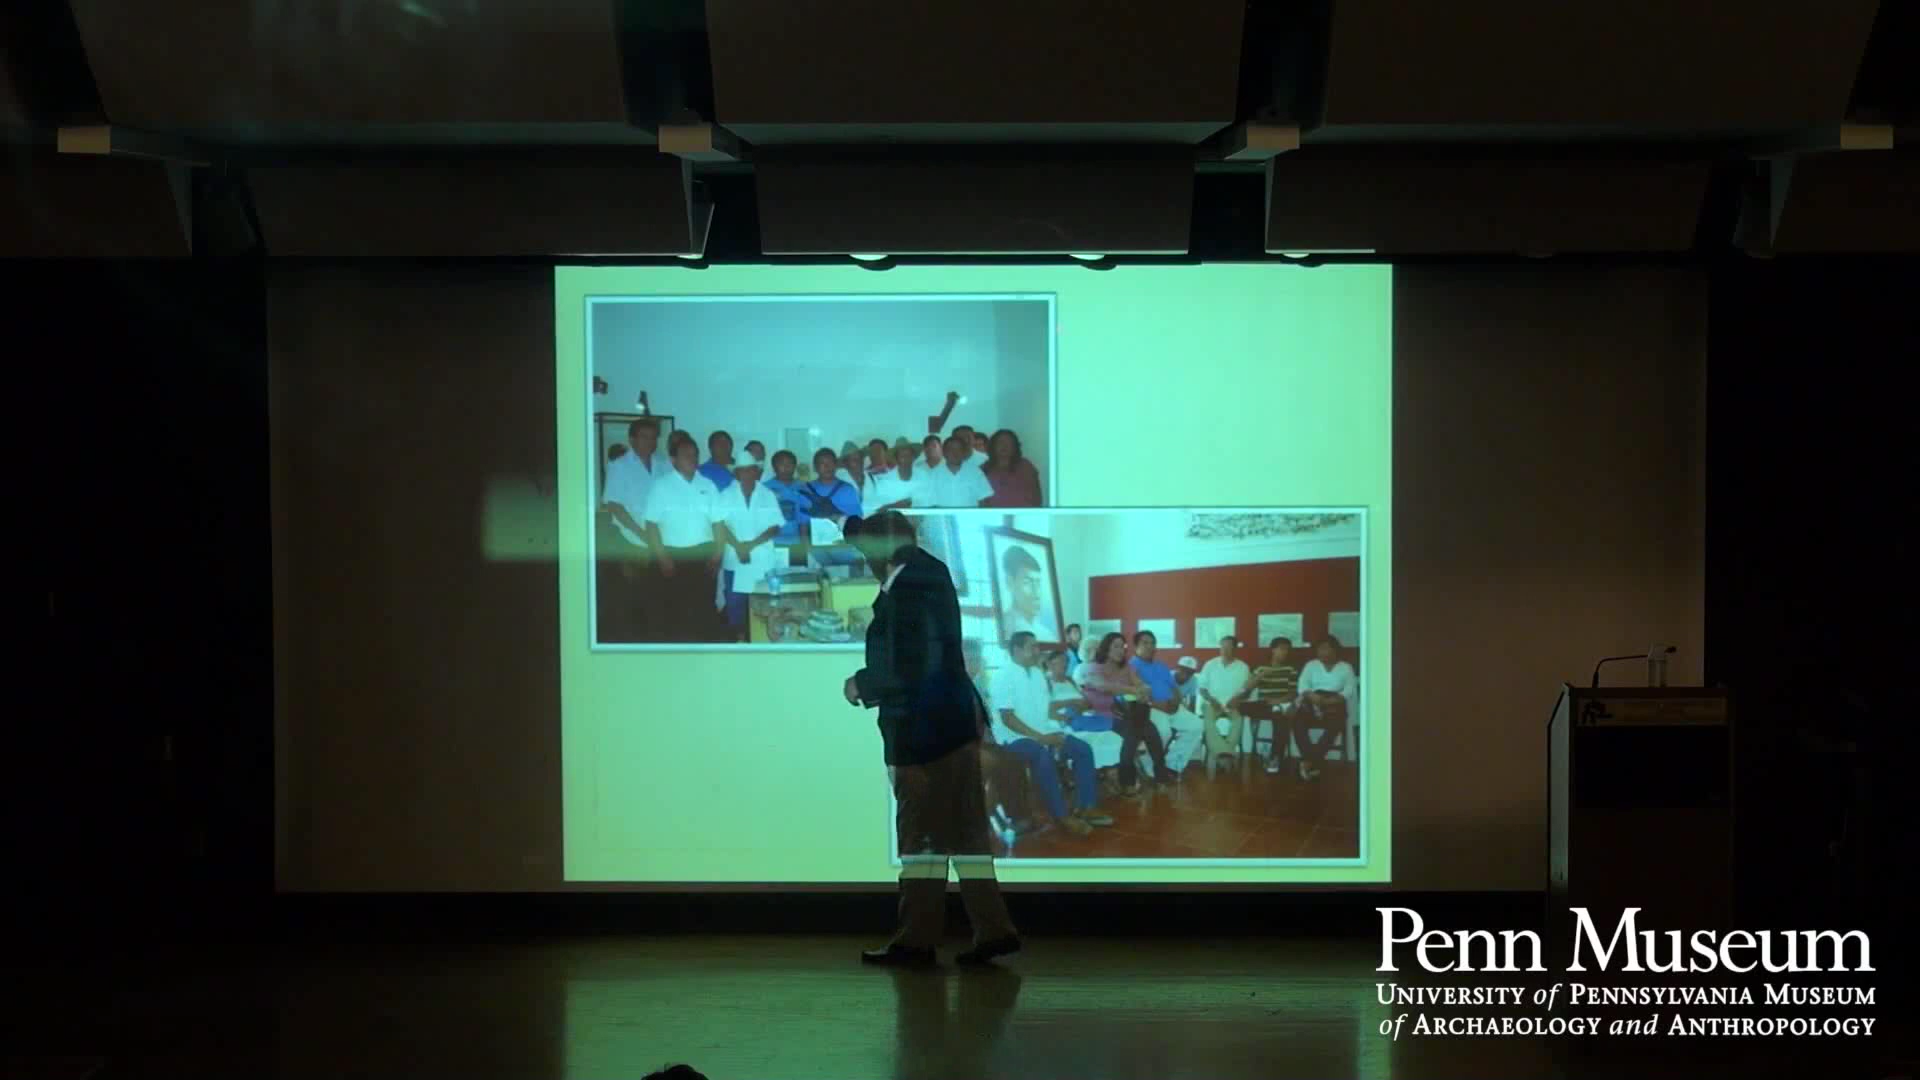 Penn Museum
University of Pennsylvania Museum
of Archaeology and Anthropology